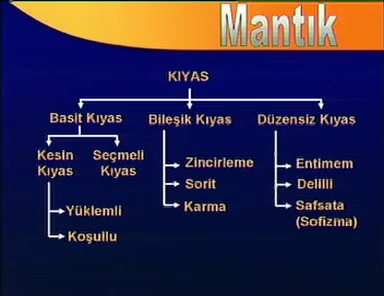 Mantık
KIYAS
Basit Kıyas
Bileşik Kıyas
Düzensiz Kıyas
Kesin
Kıyas
Seçmeli
Kıyas
Yüklemli
Koşullu
Zincirleme
Sorit
Karma
Entimem
Delilli
Safsata
(Sofizma)